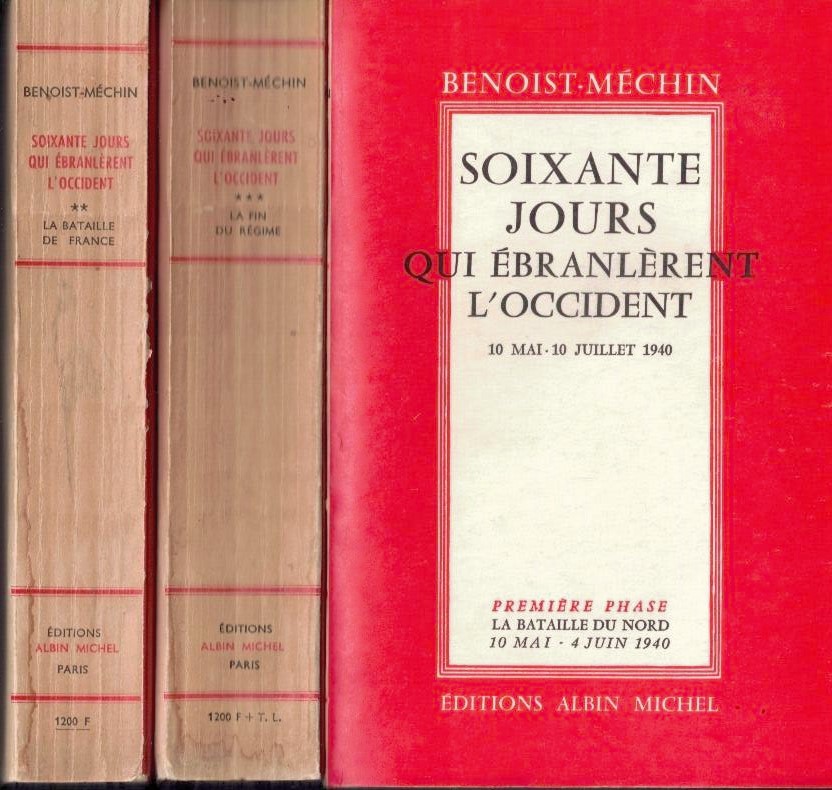 BENOIST-MÉCHIN
SOIXANTE JOURS
QUI ÉBRANLÈRENT
L'OCCIDENT
**
LA BATAILLE
DE FRANCE
ÉDITIONS
ALBIN MICHEL
PARIS
1200 F
BENOIST-MÉCHIN
SOIXANTE JOURS
QUI ÉBRANLÈRENT
L'OCCIDENT
***
LA FIN
DU RÉGIME
ÉDITIONS
ALBIN MICHEL
PARIS
1200 F + T. L.
BENOIST-MÉCHIN
SOIXANTE
JOURS
QUI ÉBRANLÈRENT
L'OCCIDENT
10 MAI - 10 JUILLET 1940
PREMIÈRE PHASE
LA BATAILLE DU NORD
10 MAI - 4 JUIN 1940
ÉDITIONS ALBIN MICHEL